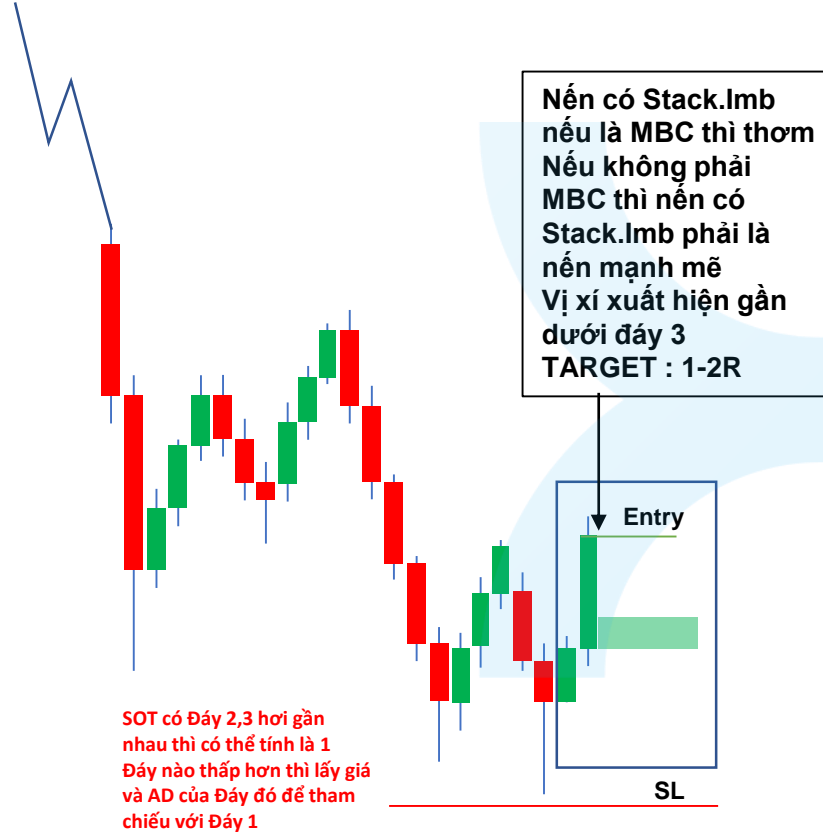 Nến có Stack.Imb
nếu là MBC thì thơm
Nếu không phải
MBC thì nến có
Stack.Imb phải là
nến mạnh mẽ
Vị xí xuất hiện gần
dưới đáy 3
TARGET : 1-2R
Entry
SOT có Đáy 2,3 hơi gần
nhau thì có thể tính là 1
Đáy nào thấp hơn thì lấy giá
và AD của Đáy đó để tham
chiếu với Đáy 1
SL